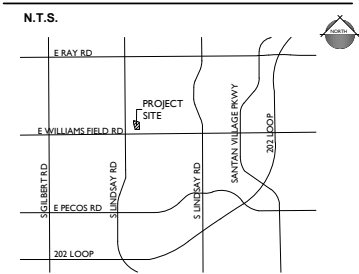 N.T.S.
NORTH
E RAY RD
PROJECT
SITE
E WILLIAMS FIELD RD
S GILBERT RD
S LINDSAY RD
S LINDSAY RD
SANTAN VILLAGE PKWY
202 LOOP
E PECOS RD
202 LOOP